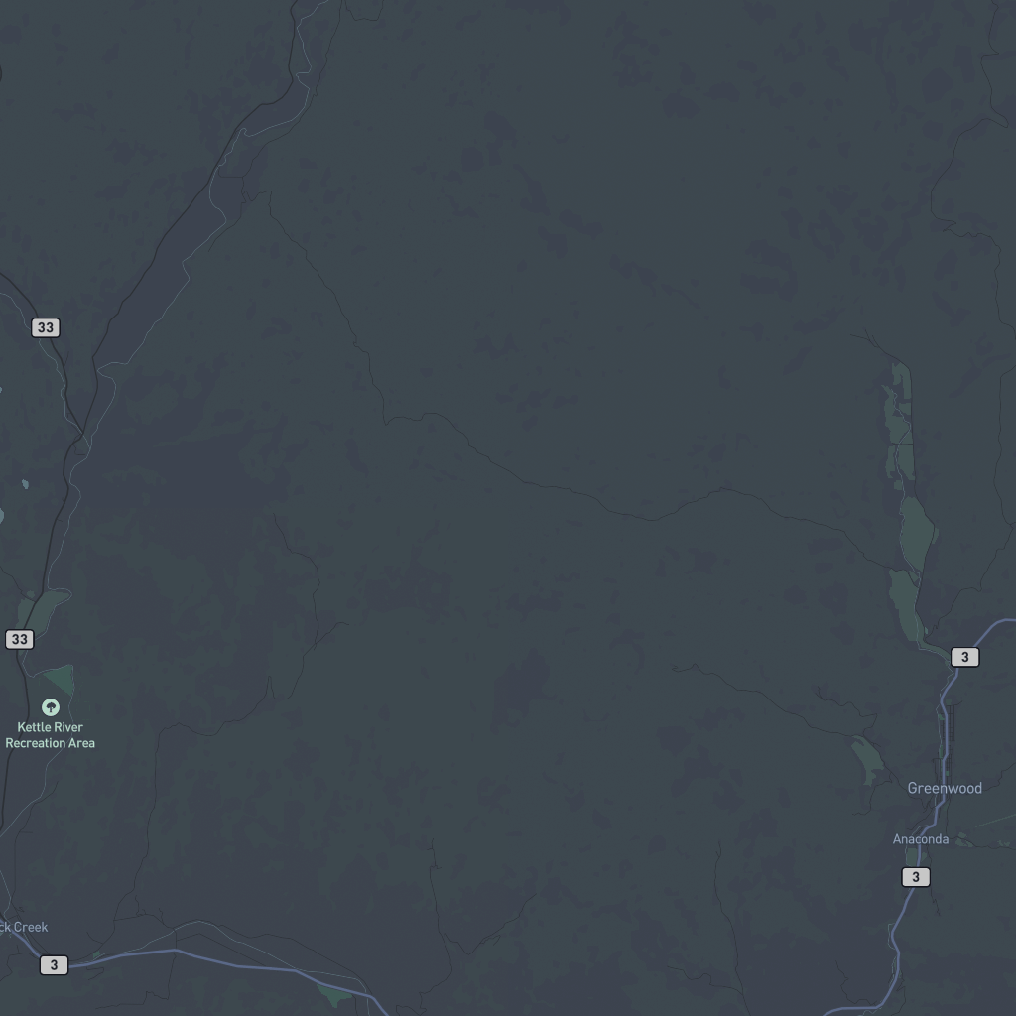 33
33
3
Kettle River
Recreation Area
Greenwood
Anaconda
3
ck Creek
3